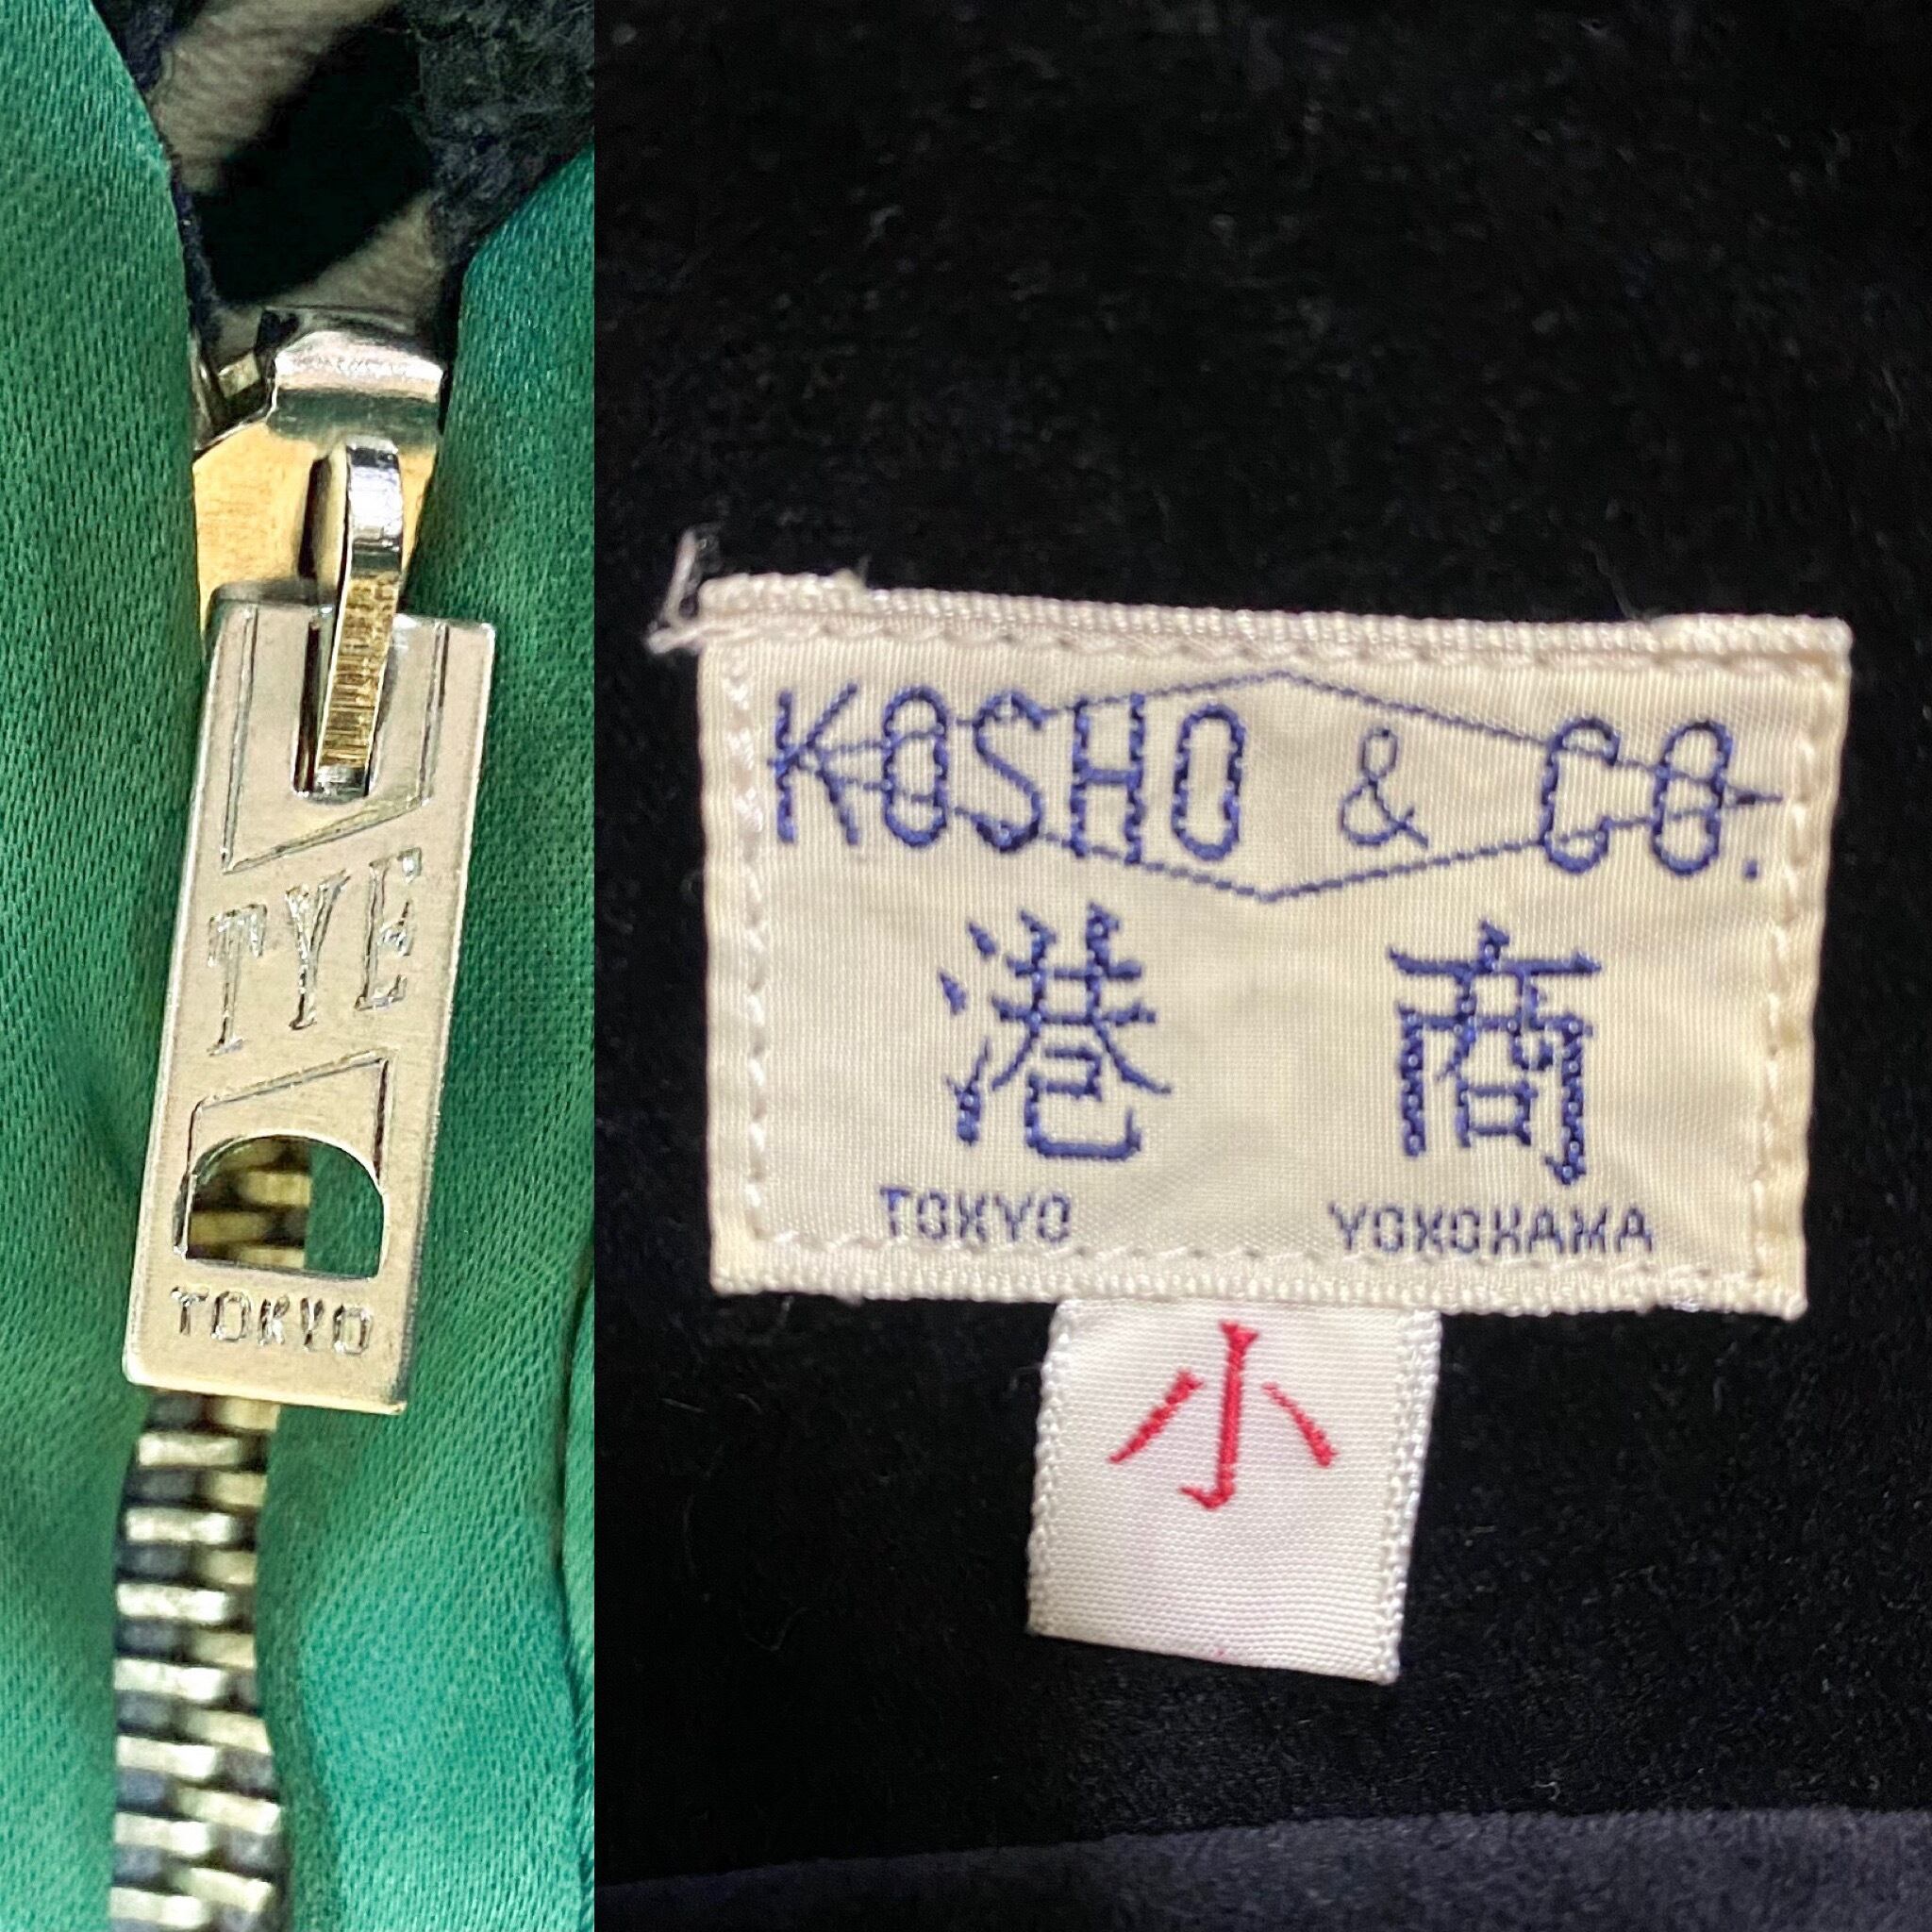 TYE
TOKYO
KOSHO & CO.
港 商
TOKYO YOKOHAMA
小